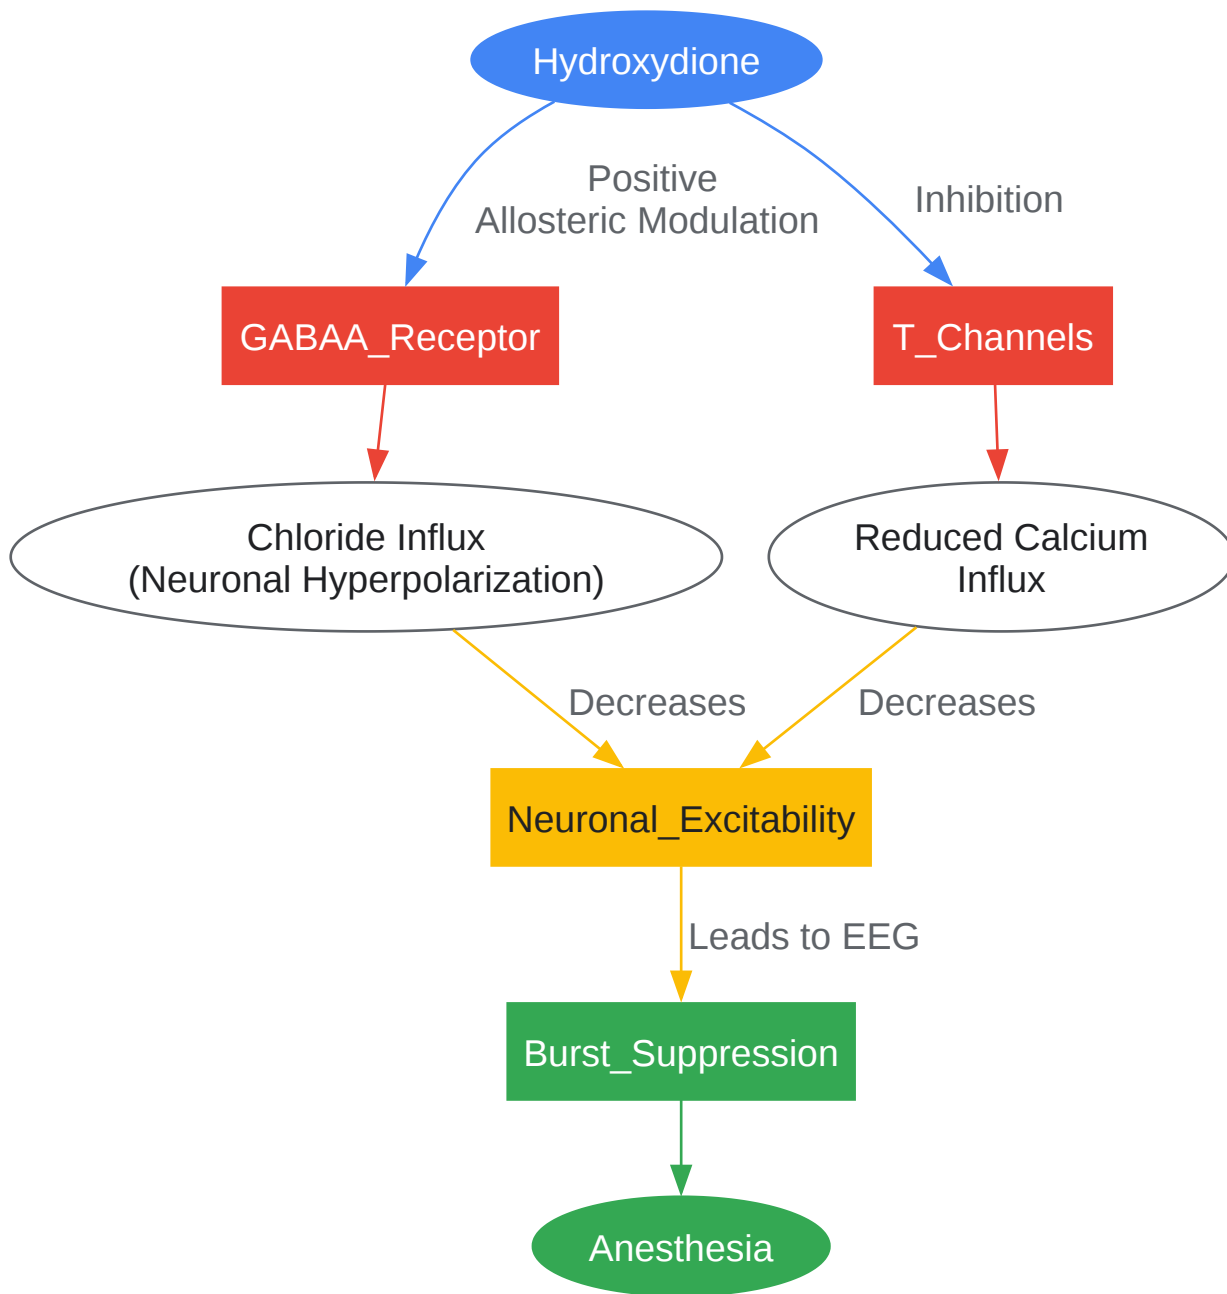 Hydroxydione
Positive
Allosteric Modulation
Inhibition
GABAA_Receptor
T_Channels
Chloride Influx
(Neuronal Hyperpolarization)
Reduced Calcium
Influx
Decreases
Decreases
Neuronal_Excitability
Leads to EEG
Burst_Suppression
Anesthesia